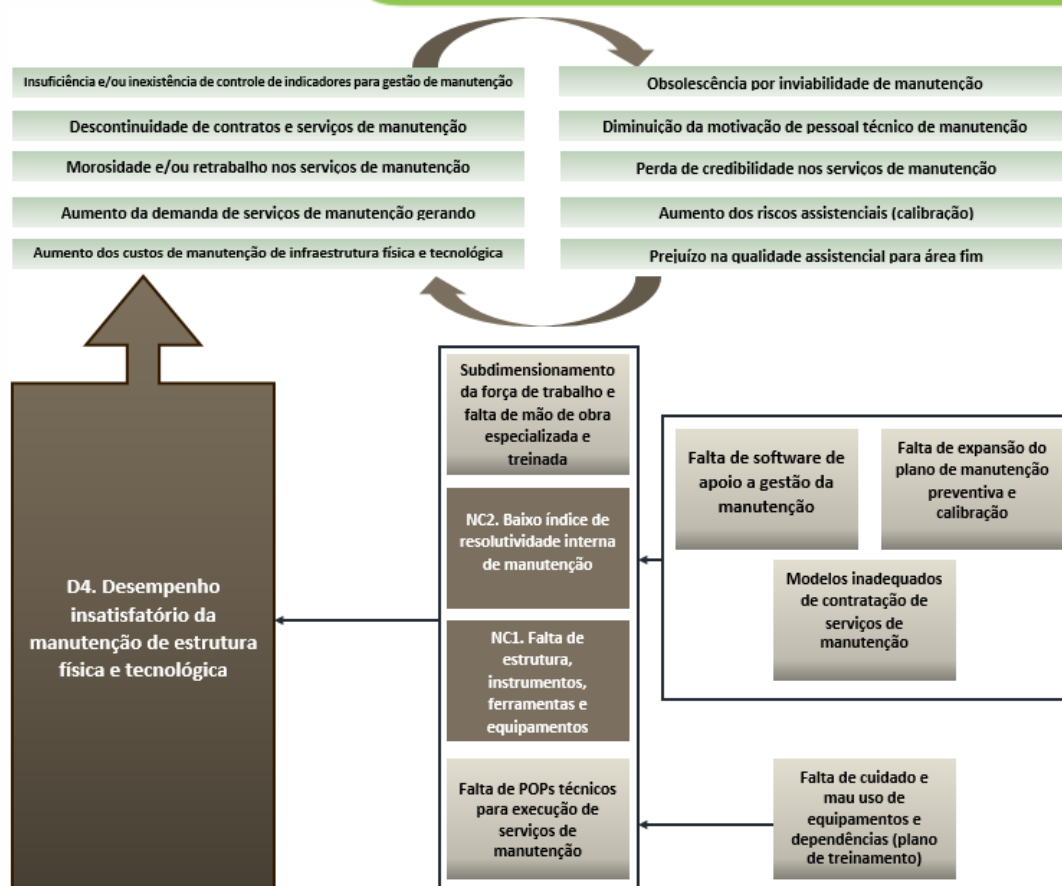 Insuficiência e/ou inexistência de controle de indicadores para gestão de manutenção
Descontinuidade de contratos e serviços de manutenção
Morosidade e/ou retrabalho nos serviços de manutenção
Aumento da demanda de serviços de manutenção gerando
Aumento dos custos de manutenção de infraestrutura física e tecnológica
Obsolescência por inviabilidade de manutenção
Diminuição da motivação de pessoal técnico de manutenção
Perda de credibilidade nos serviços de manutenção
Aumento dos riscos assistenciais (calibração)
Prejuízo na qualidade assistencial para área fim
D4. Desempenho
insatisfatório da
manutenção de estrutura
física e tecnológica
Subdimensionamento
da força de trabalho e
falta de mão de obra
especializada e
treinada
NC2. Baixo índice de
resolutividade interna
de manutenção
NC1. Falta de
estrutura,
instrumentos,
ferramentas e
equipamentos
Falta de POPs técnicos
para execução de
serviços de
manutenção
Falta de software de
apoio a gestão da
manutenção
Falta de expansão do
plano de manutenção
preventiva e
calibração
Modelos inadequados
de contratação de
serviços de
manutenção
Falta de cuidado e
mau uso de
equipamentos e
dependências (plano
de treinamento)